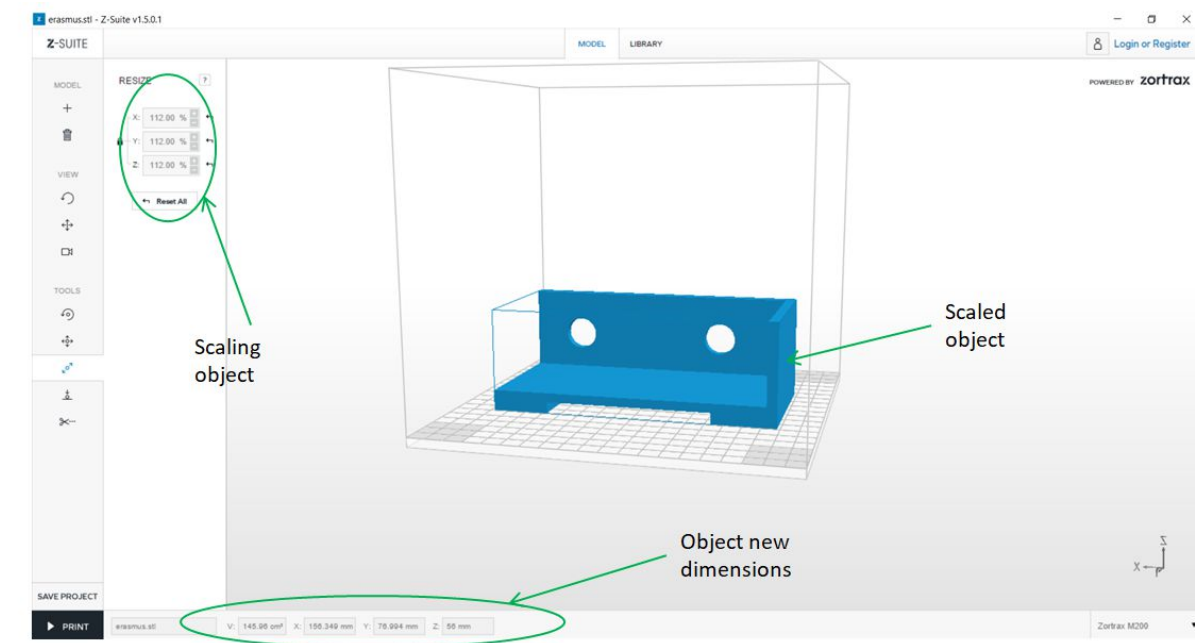 erasmus.stl - Z-Suite v1.5.0.1
Z-SUITE
MODEL
LIBRARY
Login or Register
MODEL
RESIZE
?
POWERED BY zortrax
X: 112.00 %
Y: 112.00 %
Z: 112.00 %
VIEW
Reset All
TOOLS
Scaling
object
Scaled
object
Object new
dimensions
Z
X
SAVE PROJECT
PRINT
erasmus.stl
V: 145.96 cm³ X: 156.349 mm Y: 76.994 mm Z: 56 mm
Zortrax M200